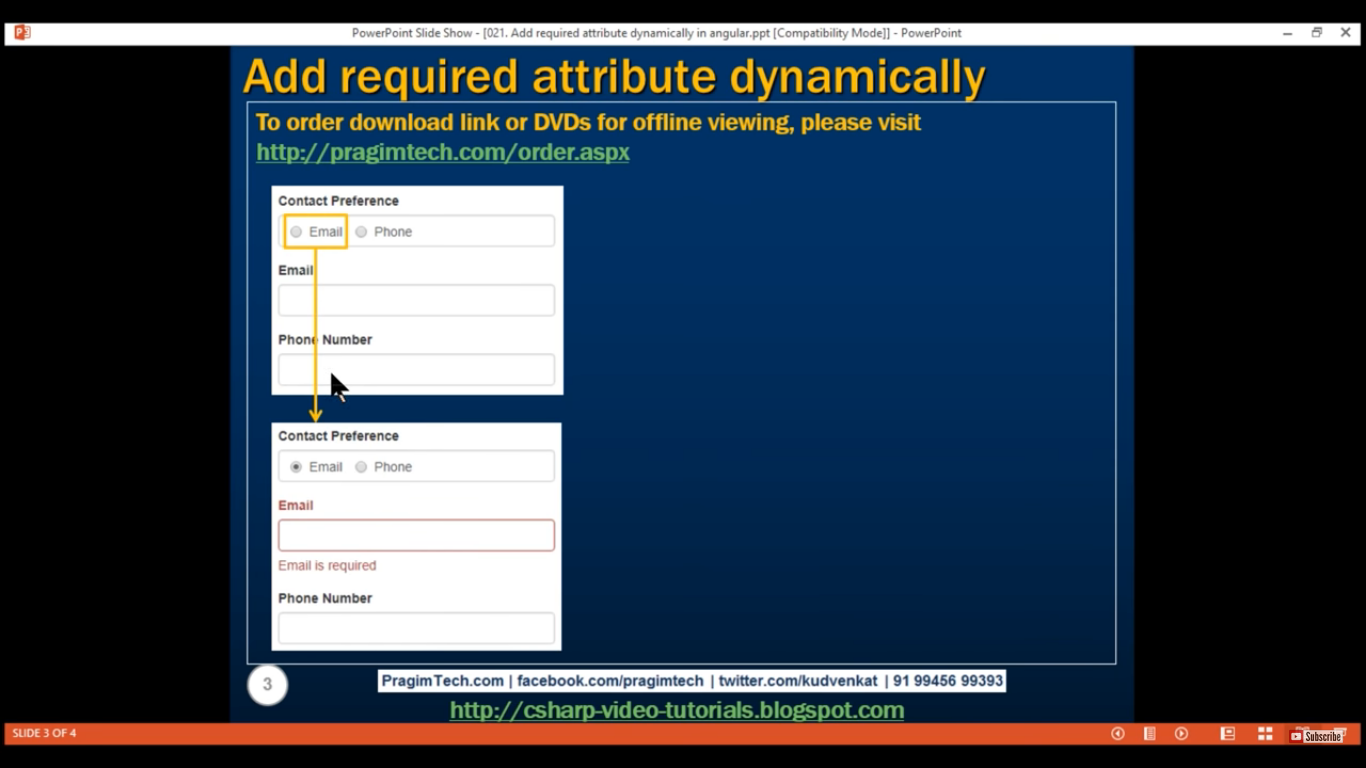 PowerPoint Slide Show - [021. Add required attribute dynamically in angular.ppt [Compatibility Mode]] - PowerPoint
Add required attribute dynamically
To order download link or DVDs for offline viewing, please visit
http://pragimtech.com/order.aspx
Contact Preference
Email Phone
Email
Phone Number
Contact Preference
Email Phone
Email
Email is required
Phone Number
3
PragimTech.com | facebook.com/pragimtech | twitter.com/kudvenkat | 91 99456 99393
http://csharp-video-tutorials.blogspot.com
SLIDE 3 OF 4
Subscribe